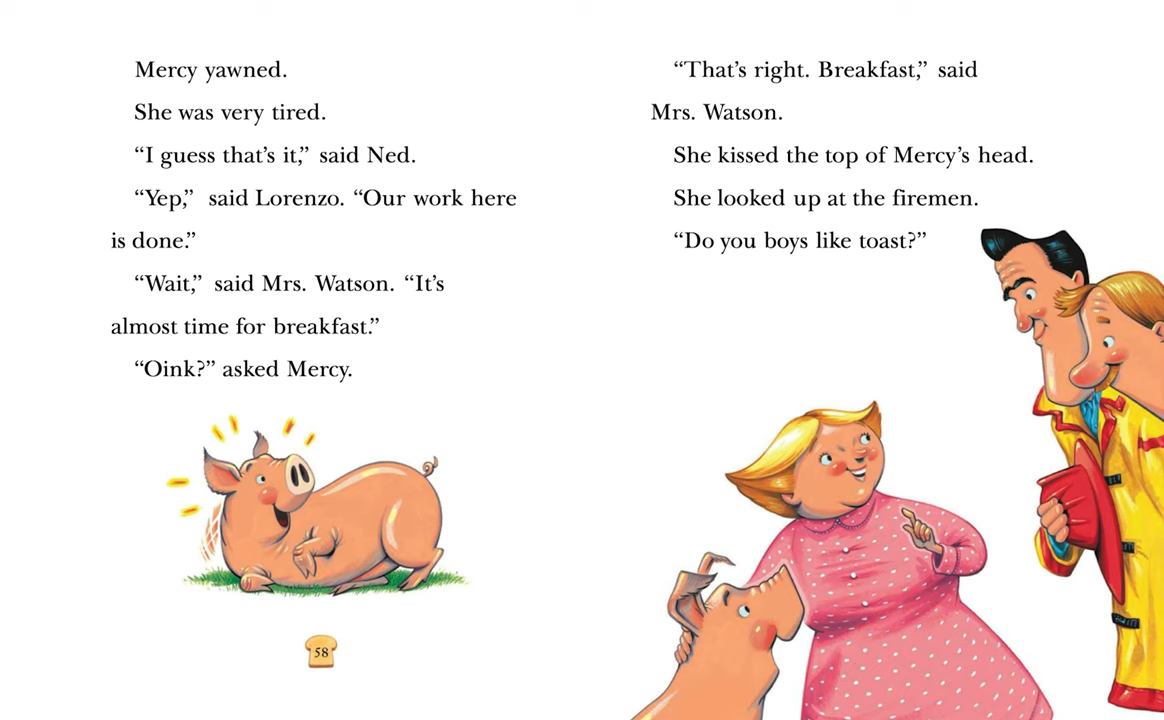 Mercy yawned.
She was very tired.
“I guess that’s it,” said Ned.
“Yep,” said Lorenzo. “Our work here
is done.”
“Wait,” said Mrs. Watson. “It’s
almost time for breakfast.”
“Oink?” asked Mercy.
58
“That’s right. Breakfast,” said
Mrs. Watson.
She kissed the top of Mercy’s head.
She looked up at the firemen.
“Do you boys like toast?”